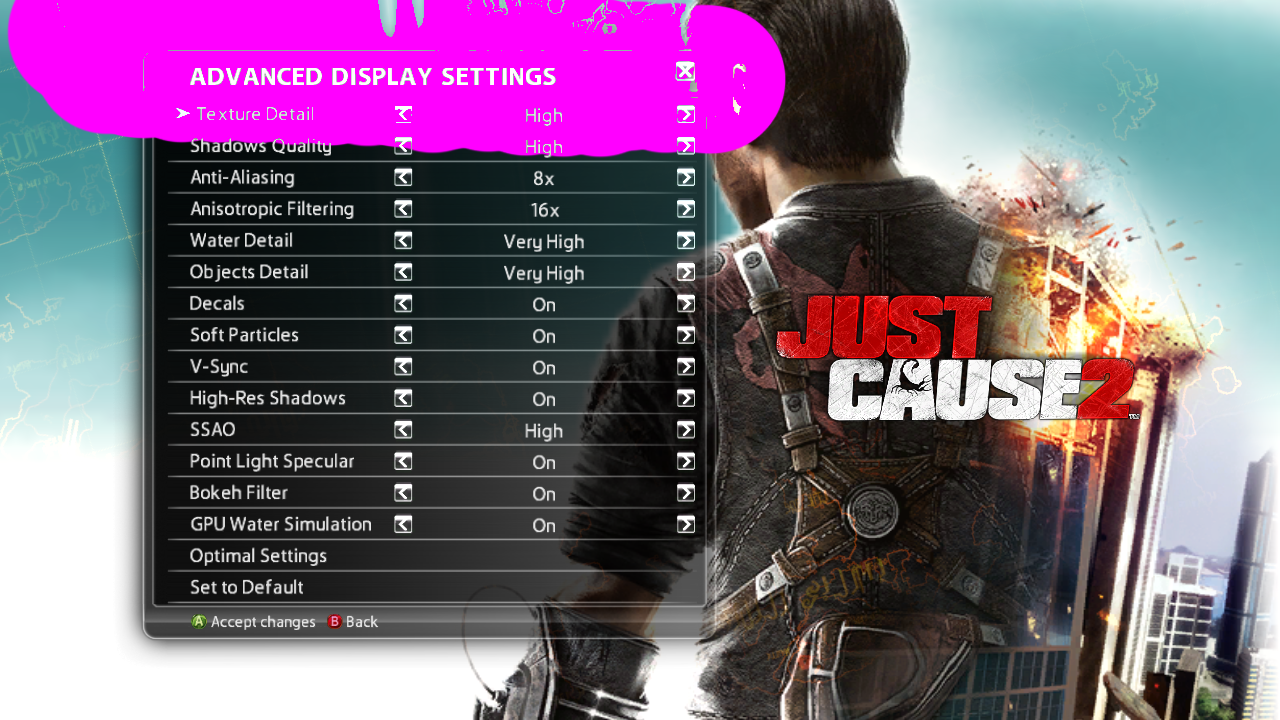 ADVANCED DISPLAY SETTINGS
Texture Detail High
Shadows Quality High
Anti-Aliasing 8x
Anisotropic Filtering 16x
Water Detail Very High
Objects Detail Very High
Decals On
Soft Particles On
V-Sync On
High-Res Shadows On
SSAO High
Point Light Specular On
Bokeh Filter On
GPU Water Simulation On
Optimal Settings
Set to Default
A Accept changes B Back
JUST
CAUSE 2™